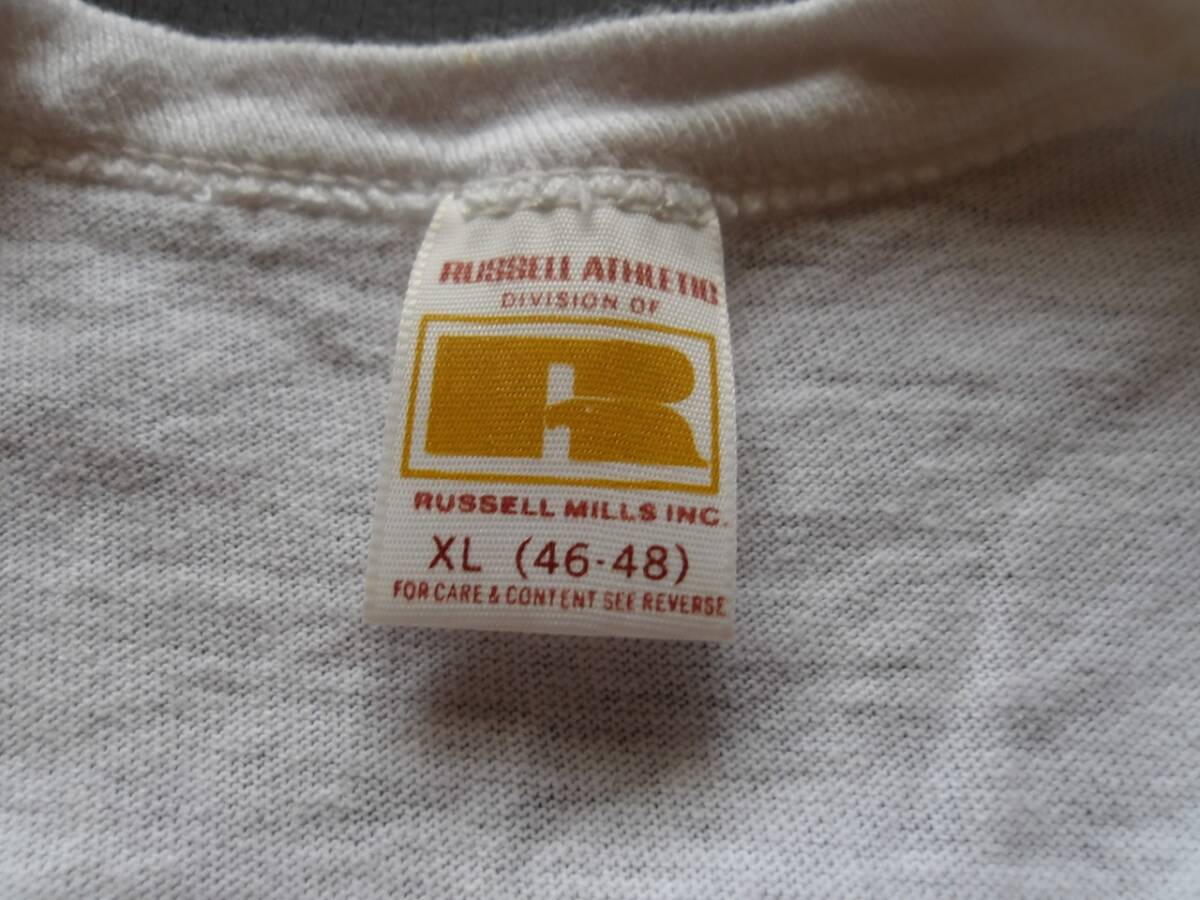 RUSSELL ATHLETIC
DIVISION OF
R
RUSSELL MILLS INC.
XL (46-48)
FOR CARE & CONTENT SEE REVERSE